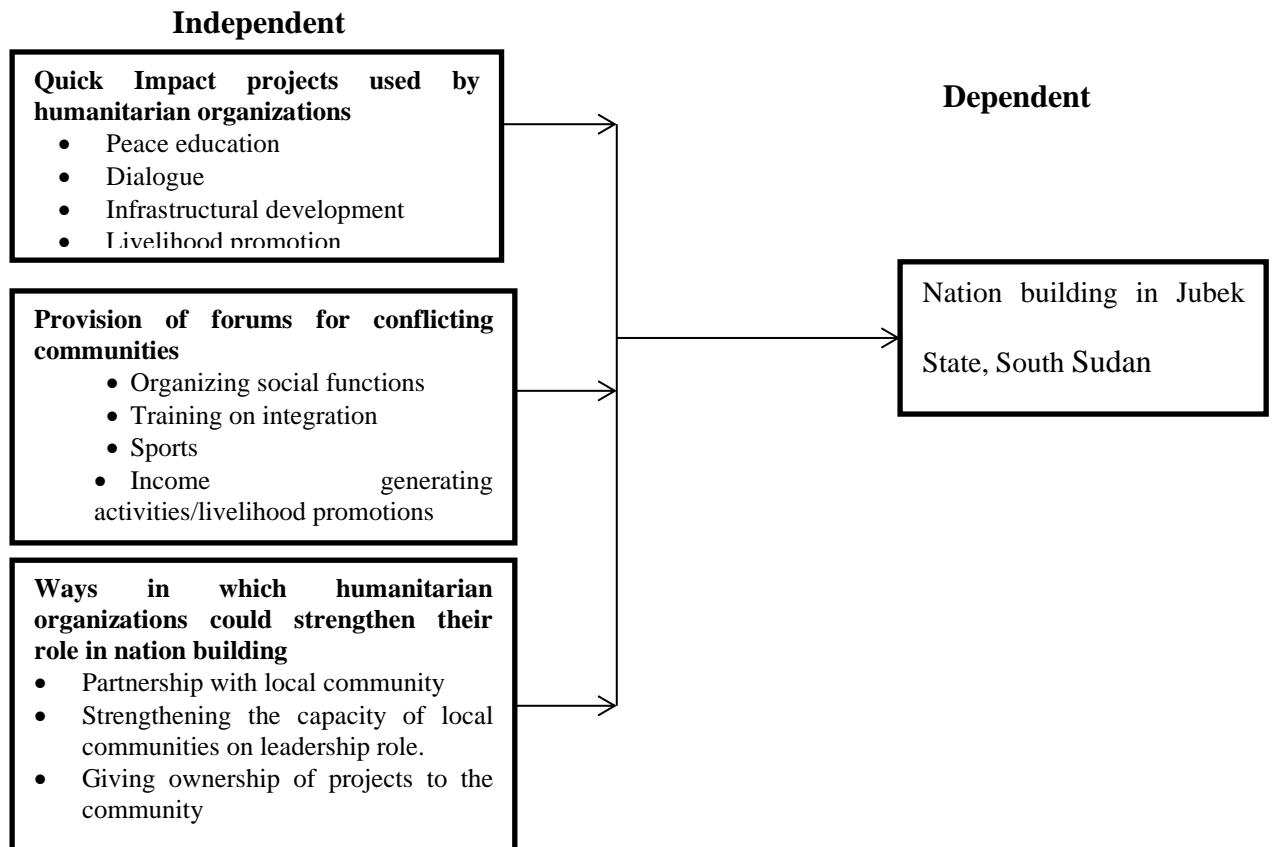 Independent
Quick Impact projects used by
humanitarian organizations
• Peace education
• Dialogue
• Infrastructural development
• Livelihood promotion
Dependent
Provision of forums for conflicting
communities
• Organizing social functions
• Training on integration
• Sports
• Income generating
activities/livelihood promotions
Ways in which humanitarian
organizations could strengthen their
role in nation building
• Partnership with local community
• Strengthening the capacity of local
communities on leadership role.
• Giving ownership of projects to the
community
Nation building in Jubek
State, South Sudan